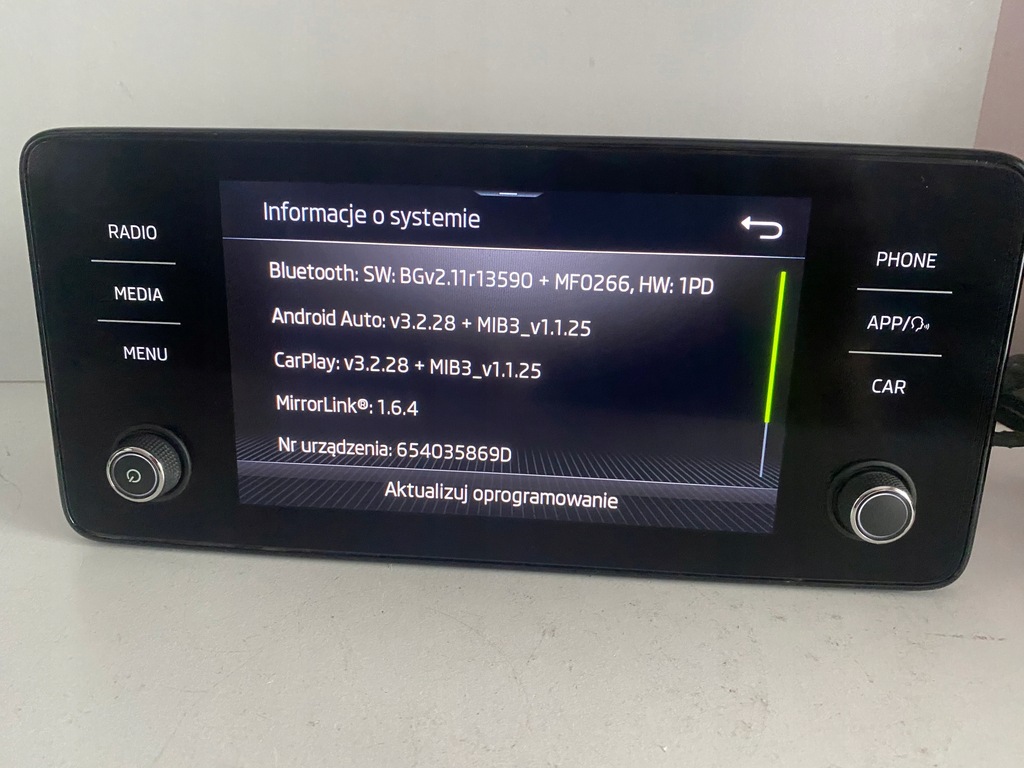 Informacje o systemie
RADIO
MEDIA
MENU
Bluetooth: SW: BGv2.11r13590 + MF0266, HW: 1PD
Android Auto: v3.2.28 + MIB3_v1.1.25
CarPlay: v3.2.28 + MIB3_v1.1.25
MirrorLink®: 1.6.4
Nr urządzenia: 654035869D
Aktualizuj oprogramowanie
PHONE
APP/
CAR